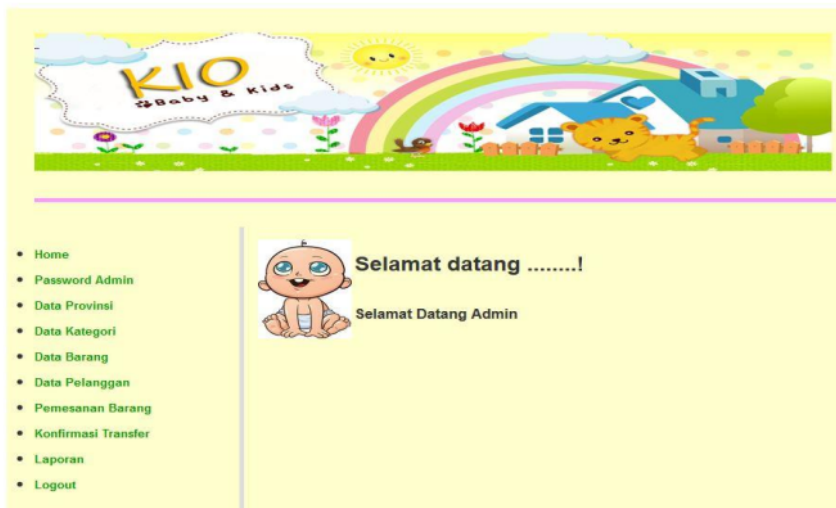 KIO
Baby & Kids
Home
Password Admin
Data Provinsi
Data Kategori
Data Barang
Data Pelanggan
Pemesanan Barang
Konfirmasi Transfer
Laporan
Logout
Selamat datang ........!
Selamat Datang Admin